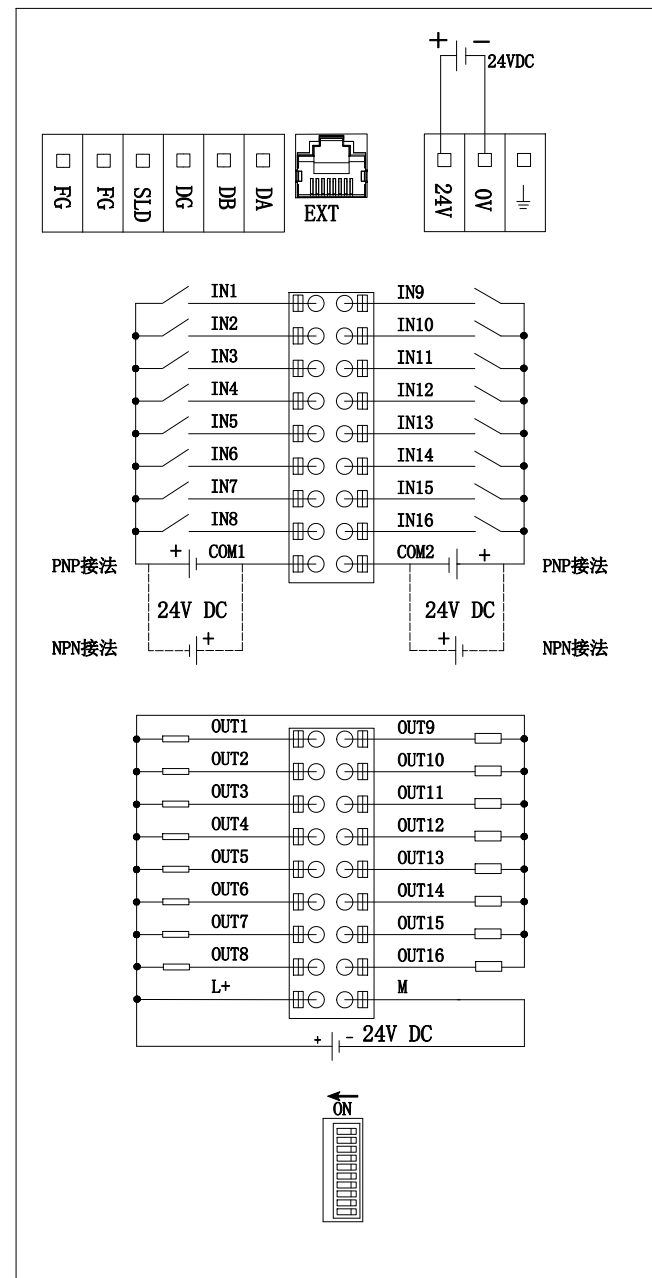 + −
24VDC
FG FG SLD DG DB DA
EXT
24V 0V
IN1 IN9
IN2 IN10
IN3 IN11
IN4 IN12
IN5 IN13
IN6 IN14
IN7 IN15
IN8 IN16
PNP接法 + COM1 COM2 + PNP接法
24V DC 24V DC
NPN接法 + + NPN接法
OUT1 OUT9
OUT2 OUT10
OUT3 OUT11
OUT4 OUT12
OUT5 OUT13
OUT6 OUT14
OUT7 OUT15
OUT8 OUT16
L+ M
+ - 24V DC
ON